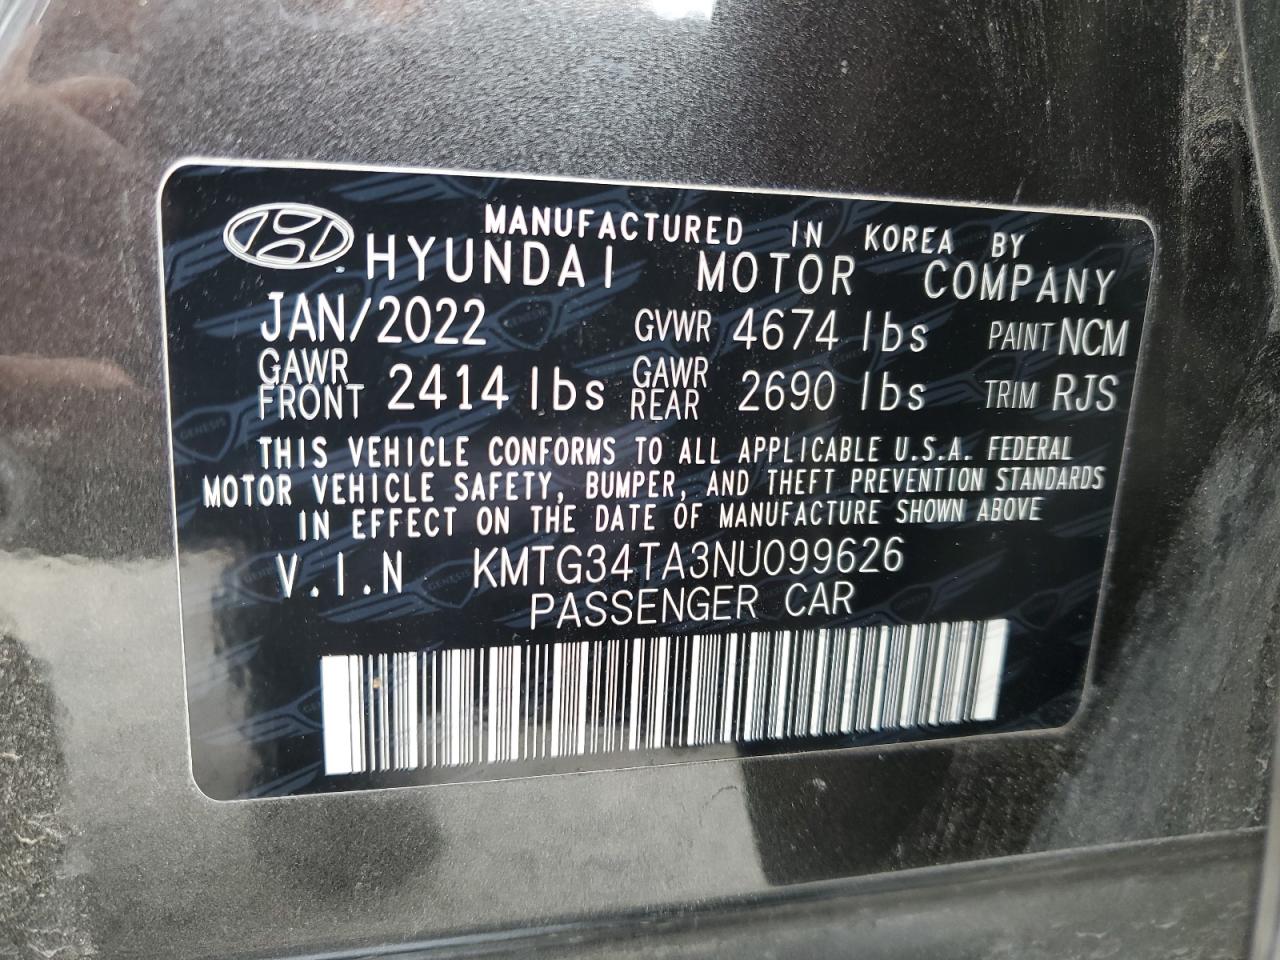 MANUFACTURED IN KOREA BY
HYUNDAI MOTOR COMPANY
JAN/2022 GVWR 4674 lbs PAINT NCM
GAWR FRONT 2414 lbs GAWR REAR 2690 lbs TRIM RJS
THIS VEHICLE CONFORMS TO ALL APPLICABLE U.S.A. FEDERAL
MOTOR VEHICLE SAFETY, BUMPER, AND THEFT PREVENTION STANDARDS
IN EFFECT ON THE DATE OF MANUFACTURE SHOWN ABOVE
V.I.N KMTG34TA3NU099626
PASSENGER CAR
GENESIS